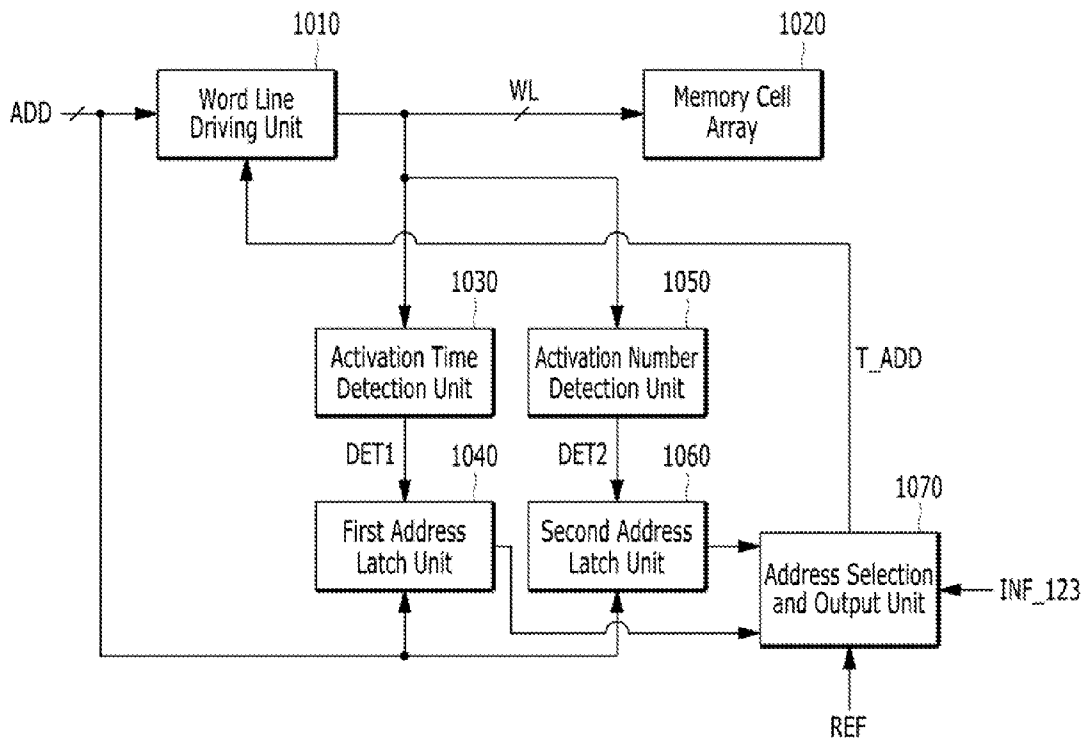 1010
1020
ADD
Word Line
Driving Unit
WL
Memory Cell
Array
1030
1050
Activation Time
Detection Unit
Activation Number
Detection Unit
T_ADD
DET1
1040
DET2
1060
1070
First Address
Latch Unit
Second Address
Latch Unit
Address Selection
and Output Unit
INF_123
REF